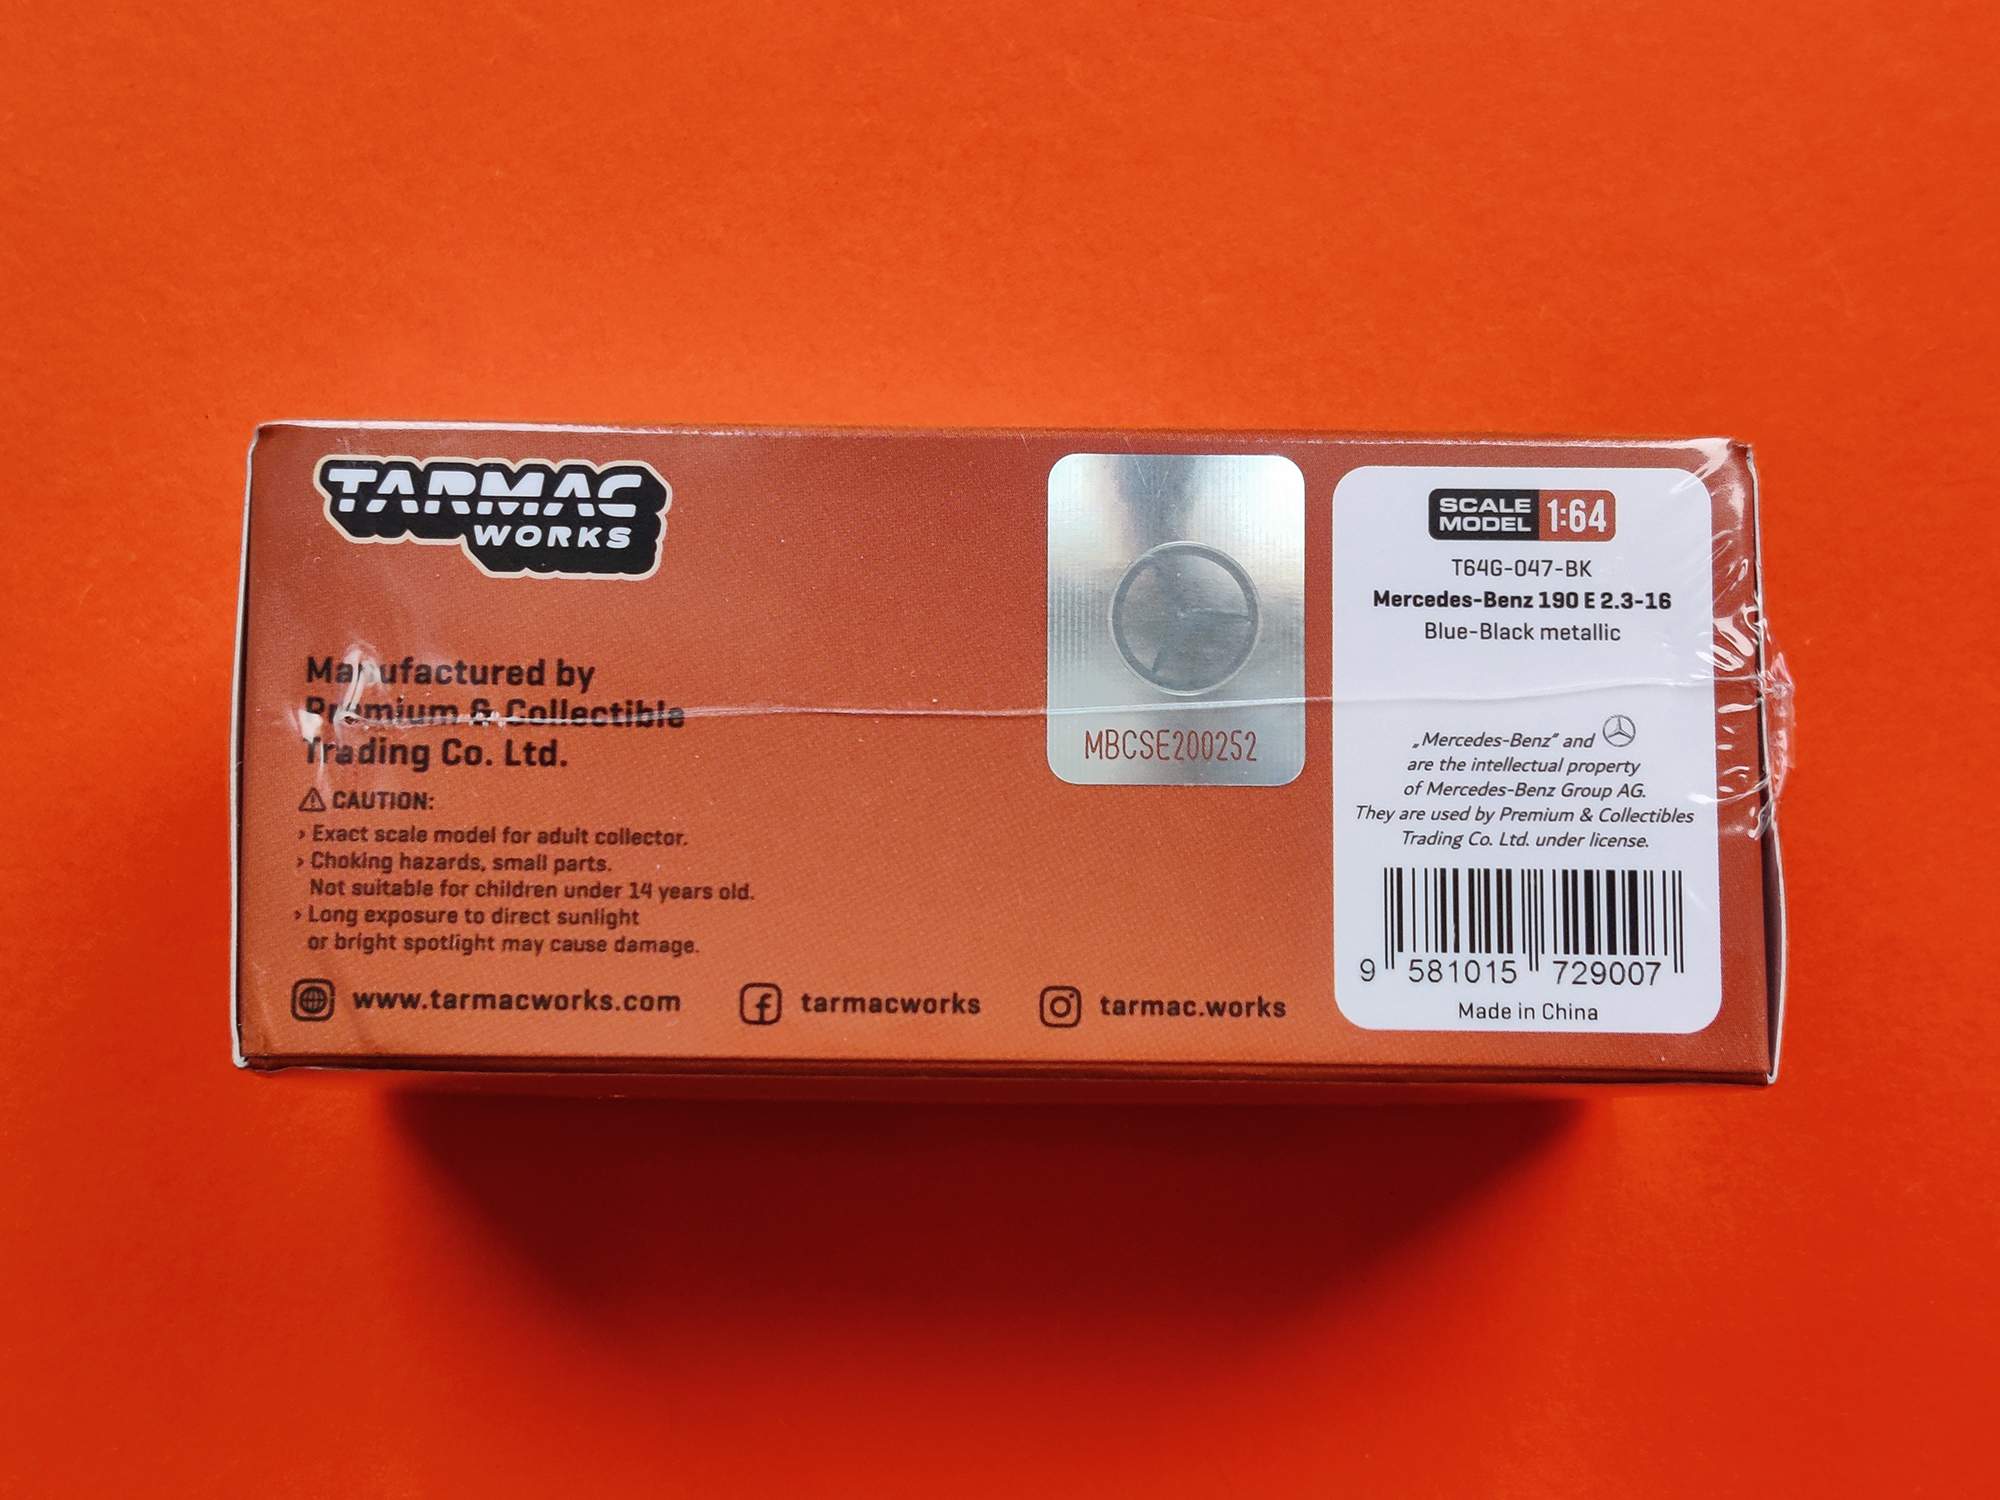 TARMAC
WORKS
Manufactured by
Premium & Collectible
Trading Co. Ltd.
CAUTION:
› Exact scale model for adult collector.
› Choking hazards, small parts.
Not suitable for children under 14 years old.
› Long exposure to direct sunlight
or bright spotlight may cause damage.
www.tarmacworks.com
tarmacworks
tarmac.works
MBCSE200252
SCALE
MODEL 1:64
T64G-047-BK
Mercedes-Benz 190 E 2.3-16
Blue-Black metallic
„Mercedes-Benz” and
are the intellectual property
of Mercedes-Benz Group AG.
They are used by Premium & Collectibles
Trading Co. Ltd. under license.
9 581015 729007
Made in China